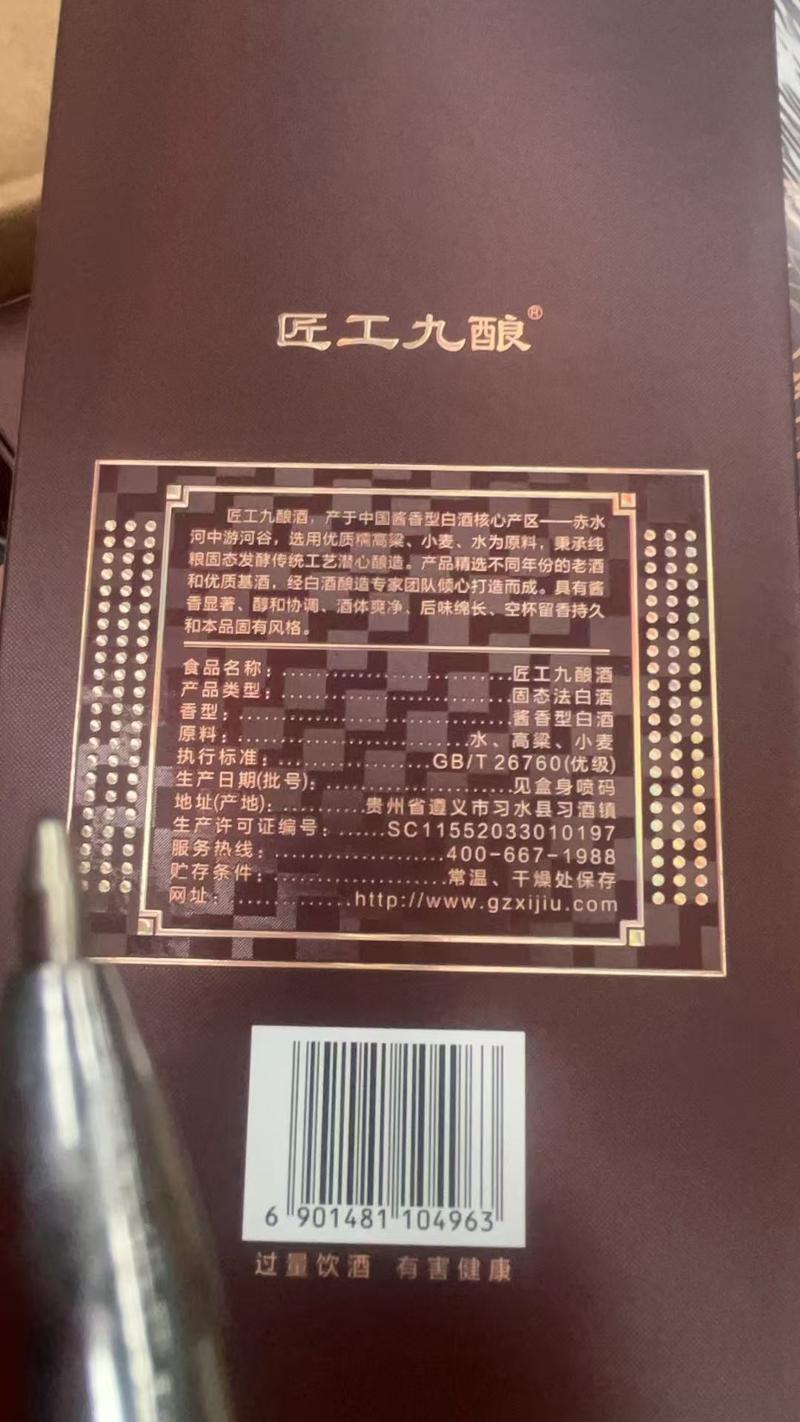 匠工九酿®
匠工九酿酒，产于中国酱香型白酒核心产区——赤水
河中游河谷，选用优质糯高粱、小麦、水为原料，秉承纯
粮固态发酵传统工艺潜心酿造。产品精选不同年份的老酒
和优质基酒，经白酒酿造专家团队倾心打造而成。具有酱
香显著、醇和协调、酒体爽净、后味绵长、空杯留香持久
和本品固有风格。
食品名称：........................匠工九酿酒
产品类型：........................固态法白酒
香型：............................酱香型白酒
原料：........................水、高粱、小麦
执行标准：................GB/T 26760(优级)
生产日期(批号)：....................见盒身喷码
地址(产地)：.........贵州省遵义市习水县习酒镇
生产许可证编号：......SC11552033010197
服务热线：..................400-667-1988
贮存条件：..................常温、干燥处保存
网址：............http://www.gzxijiu.com
6 901481 104963
过量饮酒 有害健康